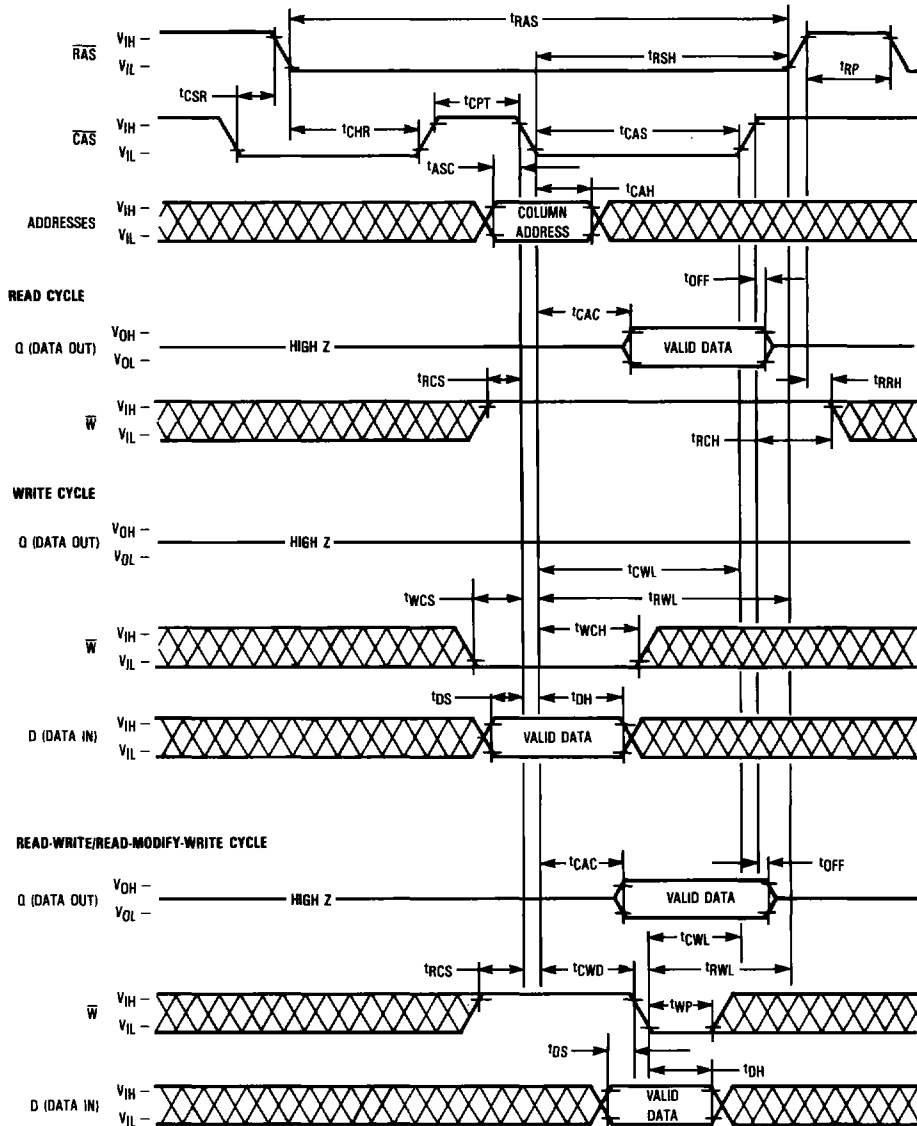 tRAS
RAS
VIH
VIL
tRSH
tRP
tCSR
tCPT
CAS
VIH
VIL
tCHR
tCAS
tASC
tCAH
ADDRESSES
VIH
VIL
COLUMN
ADDRESS
tOFF
READ CYCLE
tCAC
Q (DATA OUT)
VOH
VOL
HIGH Z
VALID DATA
tRCS
tRRH
W
VIH
VIL
tRCH
WRITE CYCLE
Q (DATA OUT)
VOH
VOL
HIGH Z
tCWL
tWCS
tRWL
W
VIH
VIL
tWCH
tDS
tDH
D (DATA IN)
VIH
VIL
VALID DATA
READ-WRITE/READ-MODIFY-WRITE CYCLE
tCAC
tOFF
Q (DATA OUT)
VOH
VOL
HIGH Z
VALID DATA
tCWL
tRCS
tCWD
tRWL
W
VIH
VIL
tWP
tDS
tDH
D (DATA IN)
VIH
VIL
VALID
DATA